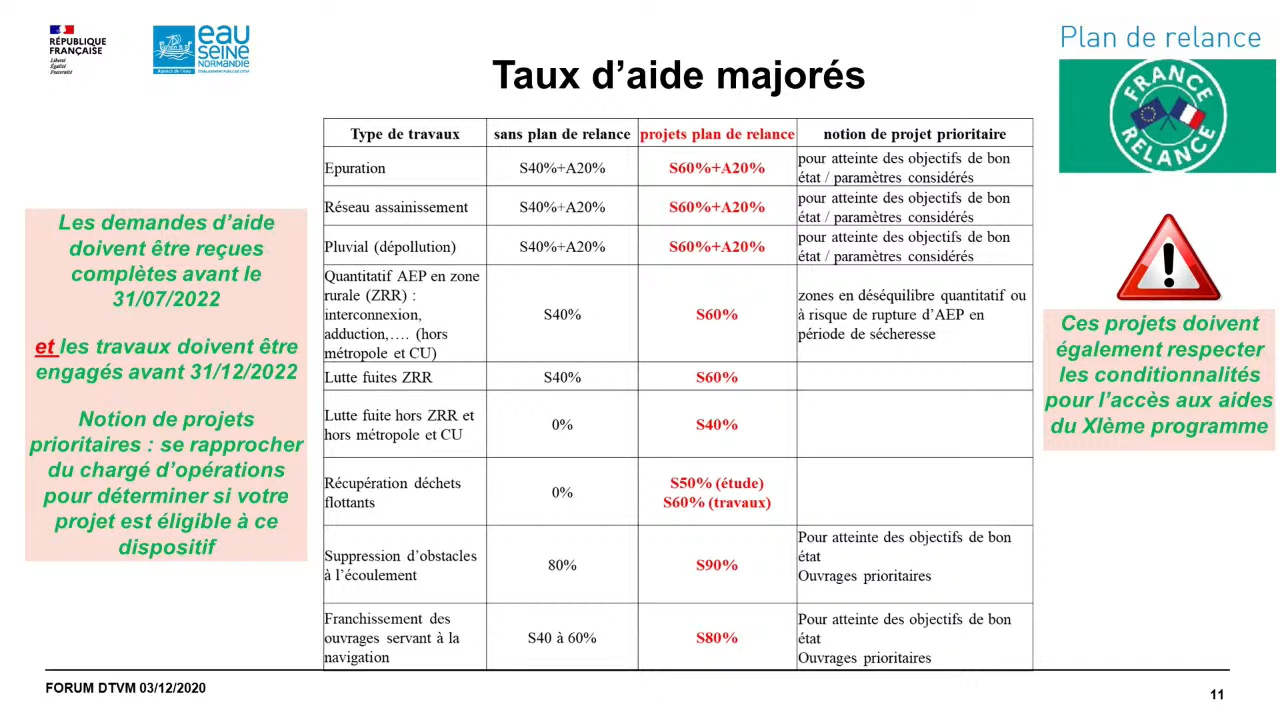 RÉPUBLIQUE
FRANÇAISE
Liberté
Égalité
Fraternité
eau
SEINE
NORMANDIE
Agence de l'eau
ÉTABLISSEMENT PUBLIC DE L'ÉTAT
Taux d'aide majorés
Plan de relance
FRANCE
RELANCE
Les demandes d'aide
doivent être reçues
complètes avant le
31/07/2022
et les travaux doivent être
engagés avant 31/12/2022
Notion de projets
prioritaires : se rapprocher
du chargé d'opérations
pour déterminer si votre
projet est éligible à ce
dispositif
Type de travaux sans plan de relance projets plan de relance notion de projet prioritaire
Epuration S40%+A20% S60%+A20% pour atteinte des objectifs de bon
état / paramètres considérés
Réseau assainissement S40%+A20% S60%+A20% pour atteinte des objectifs de bon
état / paramètres considérés
Pluvial (dépollution) S40%+A20% S60%+A20% pour atteinte des objectifs de bon
état / paramètres considérés
Quantitatif AEP en zone
rurale (ZRR) :
interconnexion,
adduction,…. (hors
métropole et CU)
S40% S60%
zones en déséquilibre quantitatif ou
à risque de rupture d'AEP en
période de sécheresse
Lutte fuites ZRR S40% S60%
Lutte fuite hors ZRR et
hors métropole et CU
0% S40%
Récupération déchets
flottants
0%
S50% (étude)
S60% (travaux)
Suppression d'obstacles
à l'écoulement
80% S90%
Pour atteinte des objectifs de bon
état
Ouvrages prioritaires
Franchissement des
ouvrages servant à la
navigation
S40 à 60% S80%
Pour atteinte des objectifs de bon
état
Ouvrages prioritaires
Ces projets doivent
également respecter
les conditionnalités
pour l'accès aux aides
du XIème programme
FORUM DTVM 03/12/2020
11